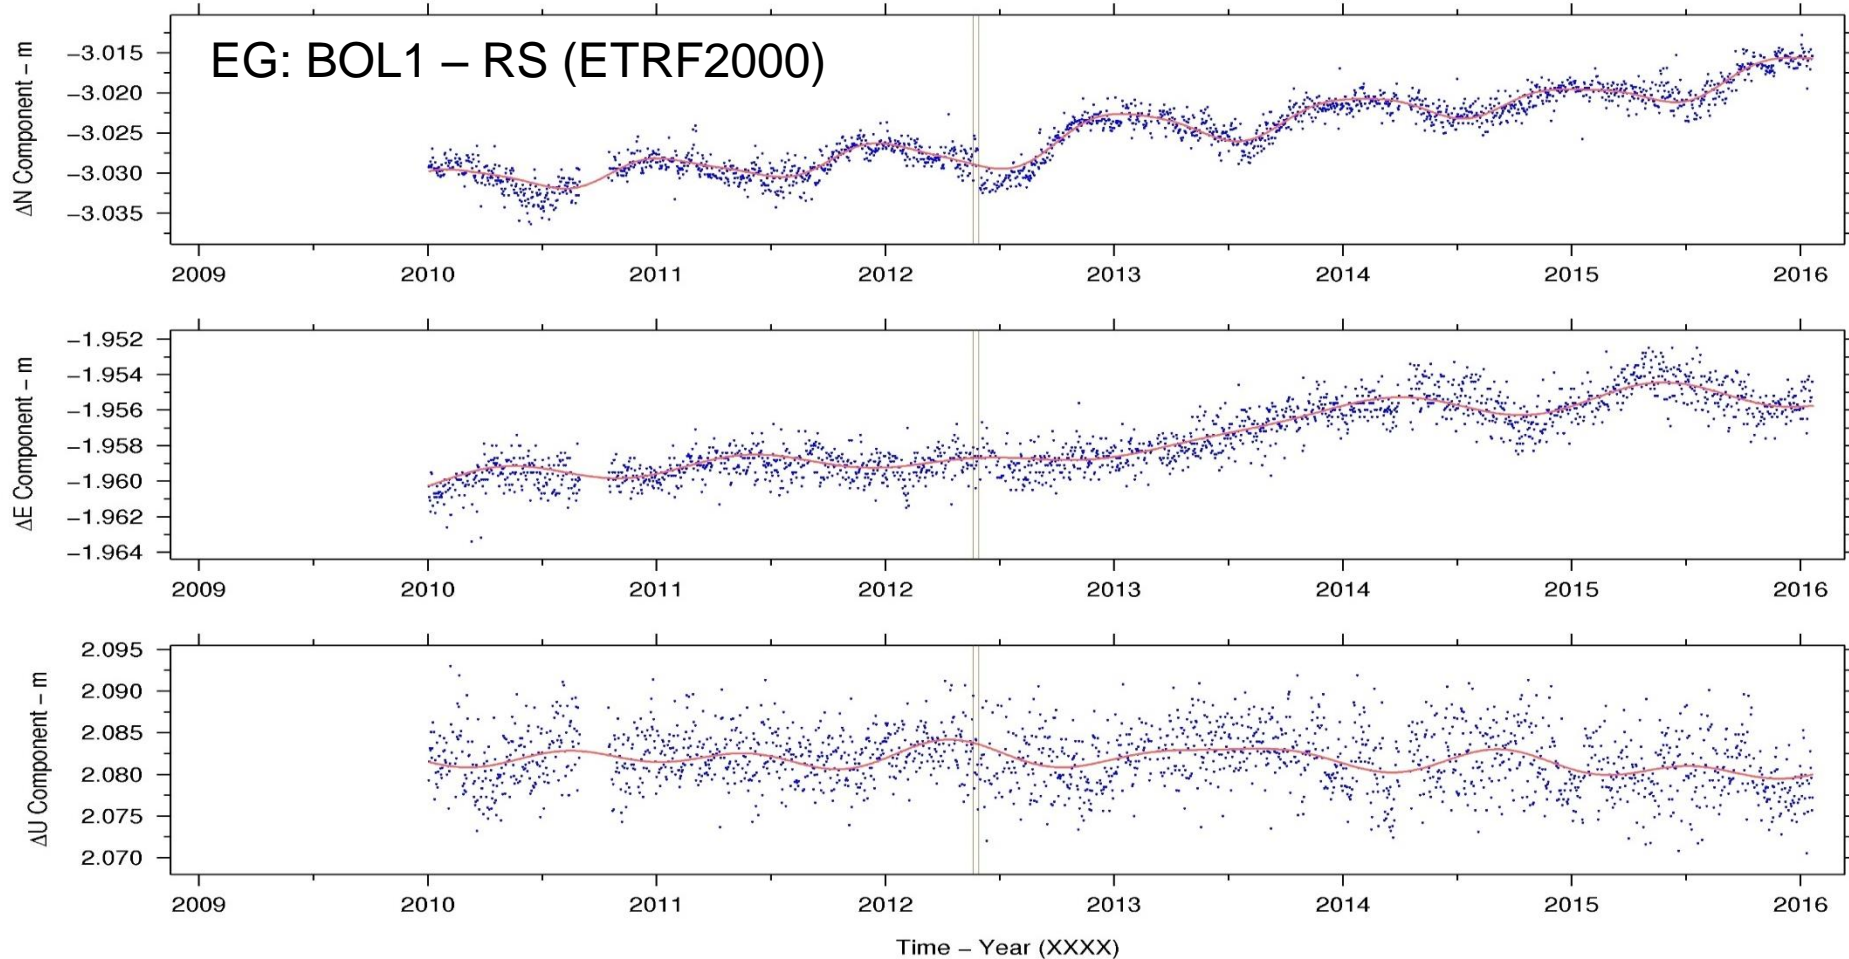 EG: BOL1 – RS (ETRF2000)
ΔN Component – m
−3.015
−3.020
−3.025
−3.030
−3.035
2009 2010 2011 2012 2013 2014 2015 2016
ΔE Component – m
−1.952
−1.954
−1.956
−1.958
−1.960
−1.962
−1.964
2009 2010 2011 2012 2013 2014 2015 2016
ΔU Component – m
2.095
2.090
2.085
2.080
2.075
2.070
2009 2010 2011 2012 2013 2014 2015 2016
Time – Year (XXXX)